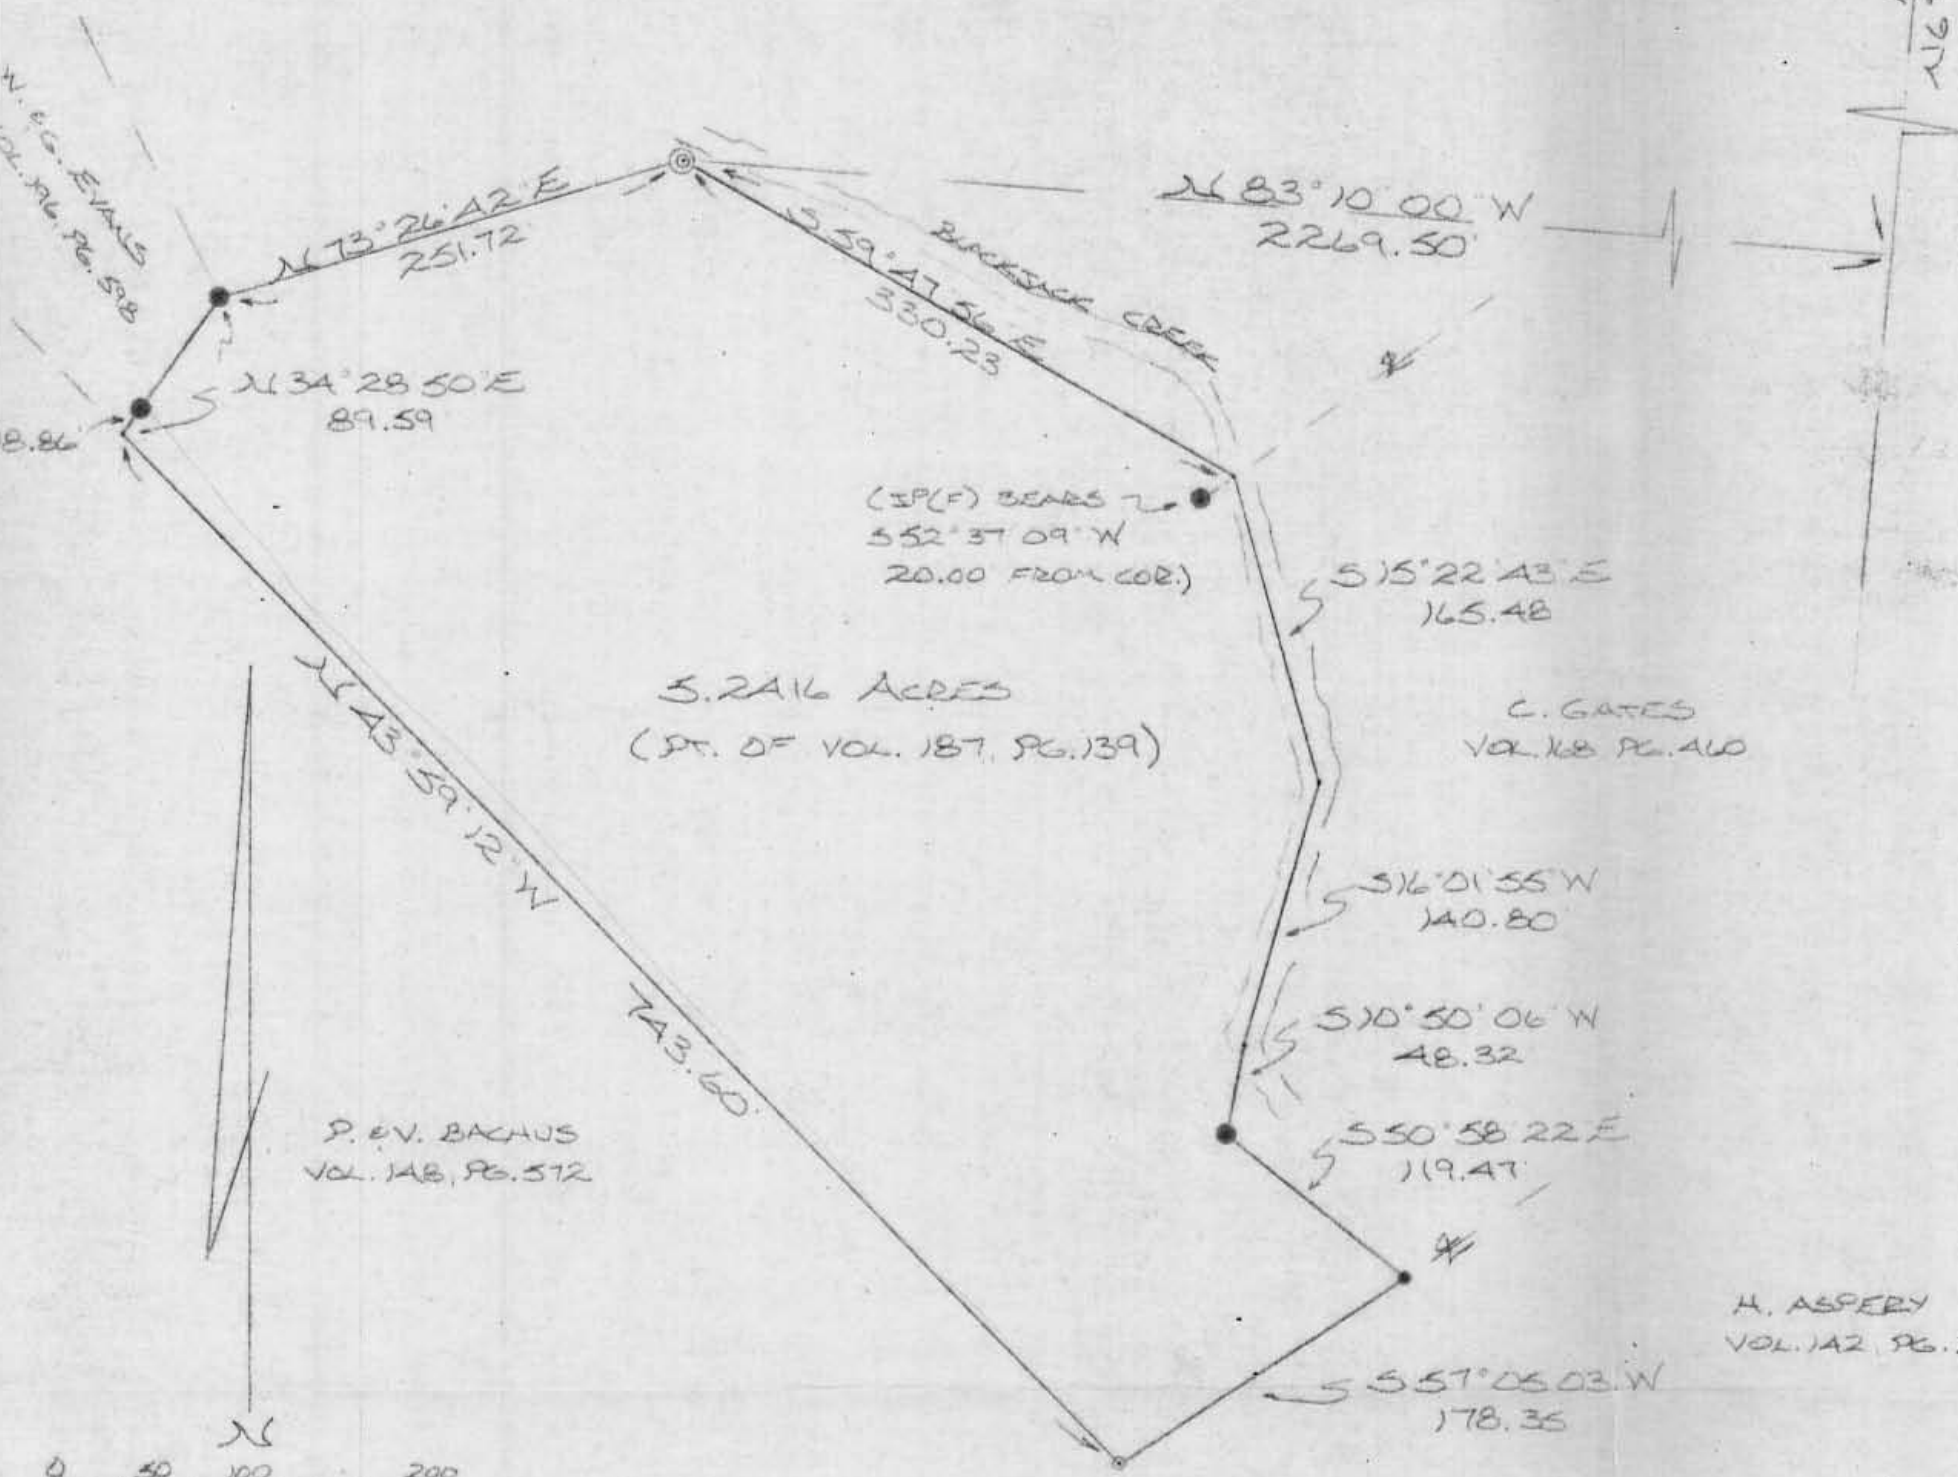 W. & G. EVANS
VOL. 196, PG. 598
N 73° 26' 42" E
251.72'
N 83° 10' 00" W
2269.50'
S 59° 47' 56" E
330.23
BLACKJACK CREEK
N 34° 28' 50" E
89.59
8.86'
(IP(F) BEARS
S 52° 37' 09" W
20.00 FROM COR.)
S 15° 22' 43" E
165.48
5.2416 ACRES
(PT. OF VOL. 187, PG. 139)
C. GATES
VOL. 168 PG. 460
N 43° 59' 12" W
743.60'
S 16° 01' 55" W
140.80'
S 10° 50' 06" W
48.32
P. & V. BACHUS
VOL. 148, PG. 572
S 50° 58' 22" E
119.47'
H. ASPERY
VOL. 142, PG.
S 57° 05' 03" W
178.35
N
0 50 100 200